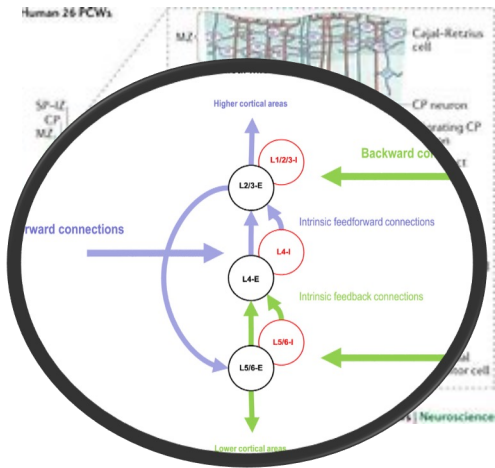 Human 26 PCWs
MZ
Cajal-Retzius
cell
SP-IZ
CP
MZ
CP neuron
Higher cortical areas
L1/2/3-I
Backward
L2/3-E
Intrinsic feedforward connections
connections
L4-I
L4-E
Intrinsic feedback connections
L5/6-I
L5/6-E
cell
Neuroscience
Lower cortical areas